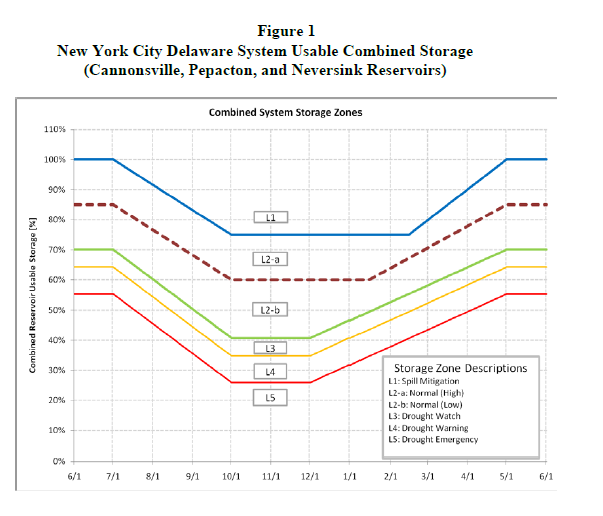 Figure 1
New York City Delaware System Usable Combined Storage
(Cannonsville, Pepacton, and Neversink Reservoirs)
Combined System Storage Zones
Combined Reservoir Usable Storage [%]
110%
100%
90%
80%
70%
60%
50%
40%
30%
20%
10%
0%
L1
L2-a
L2-b
L3
L4
L5
Storage Zone Descriptions
L1: Spill Mitigation
L2-a: Normal (High)
L2-b: Normal (Low)
L3: Drought Watch
L4: Drought Warning
L5: Drought Emergency
6/1 7/1 8/1 9/1 10/1 11/1 12/1 1/1 2/1 3/1 4/1 5/1 6/1